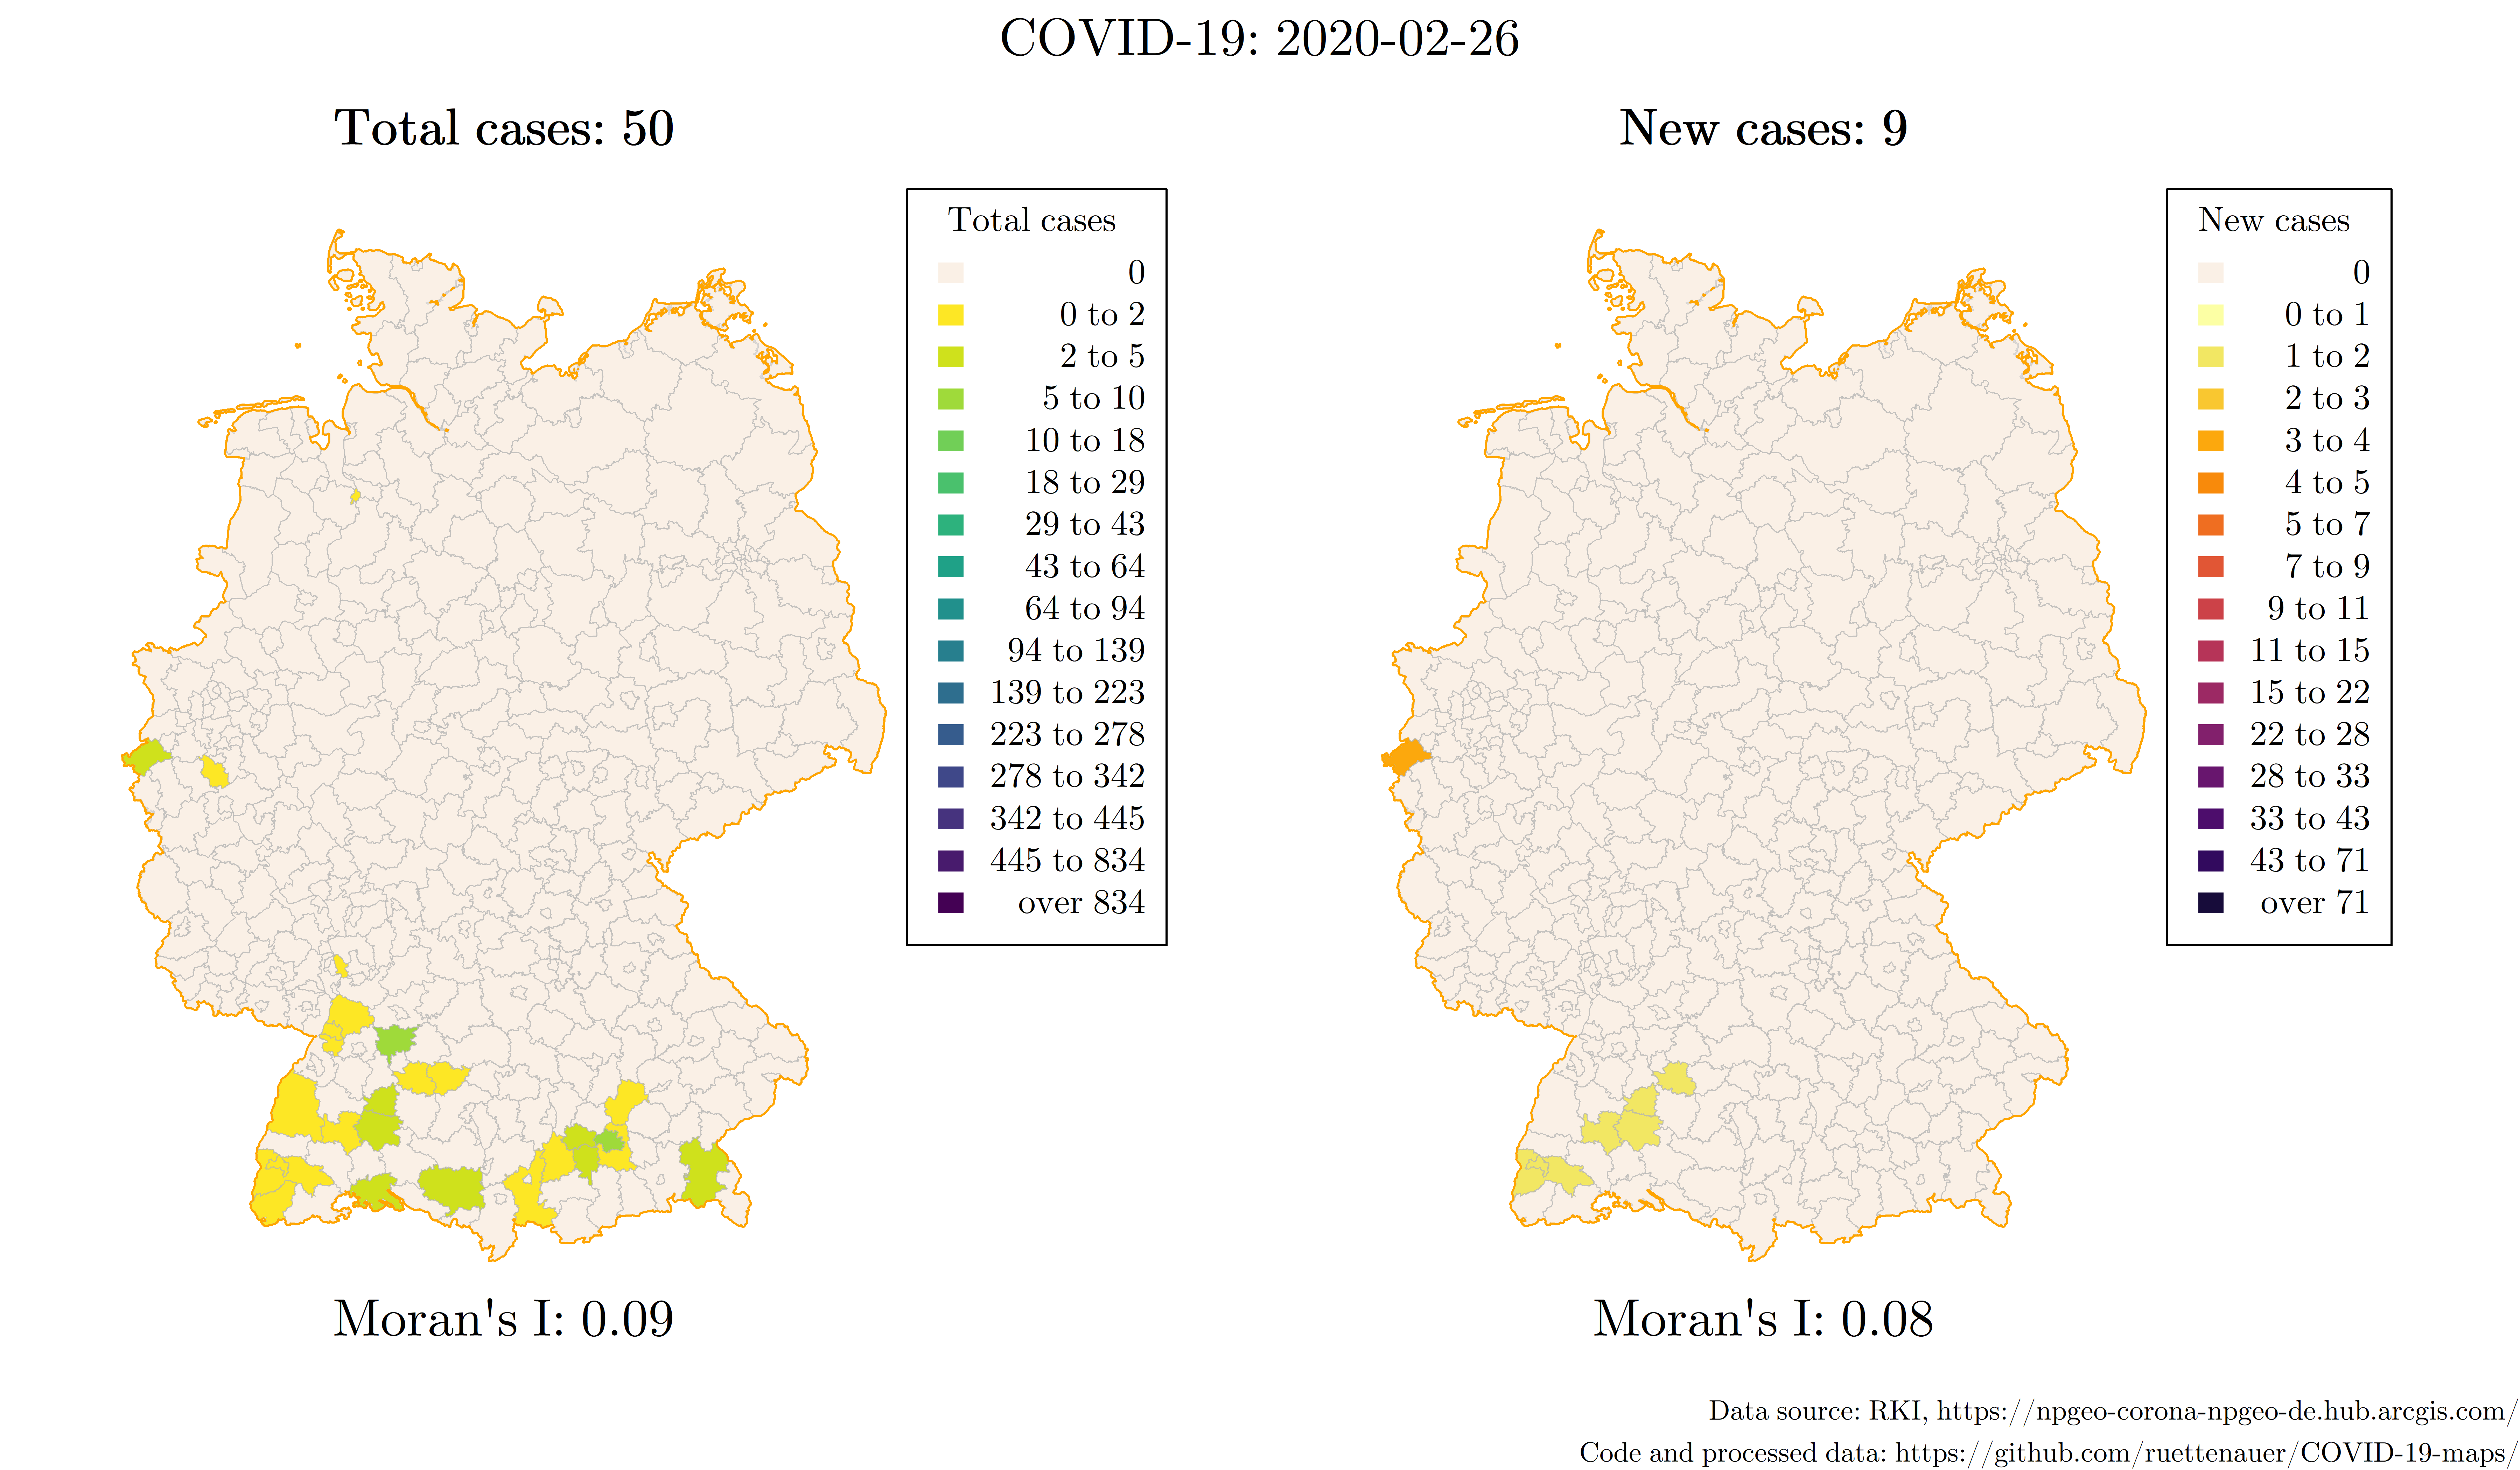 COVID-19: 2020-02-26
Total cases: 50
Total cases
0
0 to 2
2 to 5
5 to 10
10 to 18
18 to 29
29 to 43
43 to 64
64 to 94
94 to 139
139 to 223
223 to 278
278 to 342
342 to 445
445 to 834
over 834
Moran's I: 0.09
New cases: 9
New cases
0
0 to 1
1 to 2
2 to 3
3 to 4
4 to 5
5 to 7
7 to 9
9 to 11
11 to 15
15 to 22
22 to 28
28 to 33
33 to 43
43 to 71
over 71
Moran's I: 0.08
Data source: RKI, https://npgeo-corona-npgeo-de.hub.arcgis.com/
Code and processed data: https://github.com/ruettenauer/COVID-19-maps/